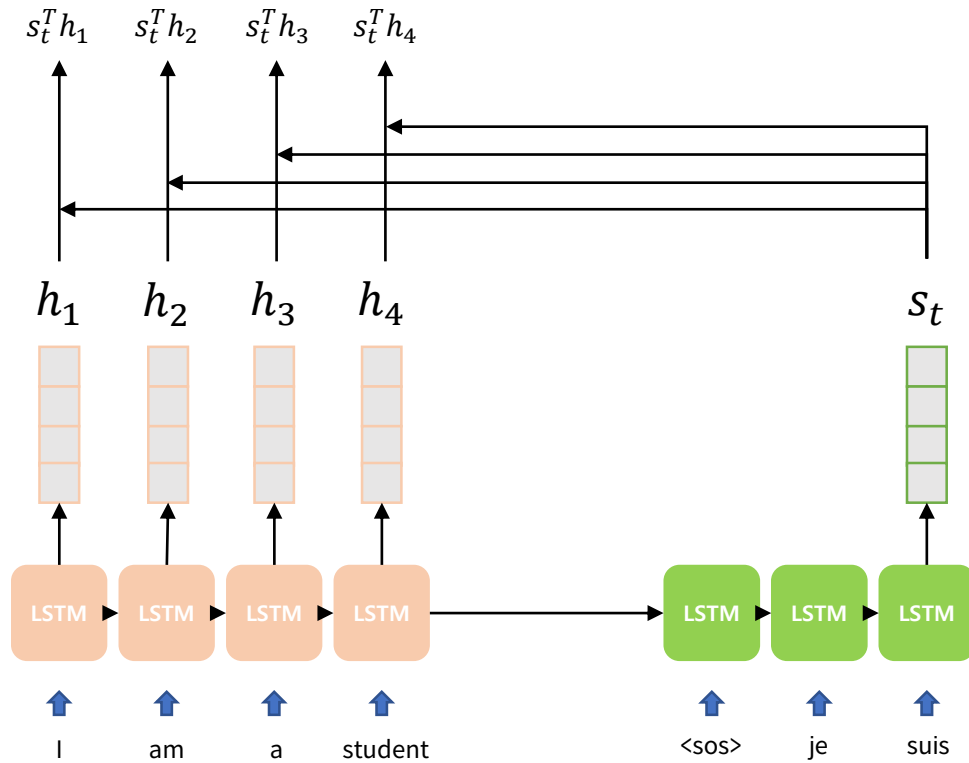 $s_t^T h_1$ $s_t^T h_2$ $s_t^T h_3$ $s_t^T h_4$
$h_1$ $h_2$ $h_3$ $h_4$ $s_t$
LSTM LSTM LSTM LSTM LSTM LSTM LSTM
I am a student <sos> je suis